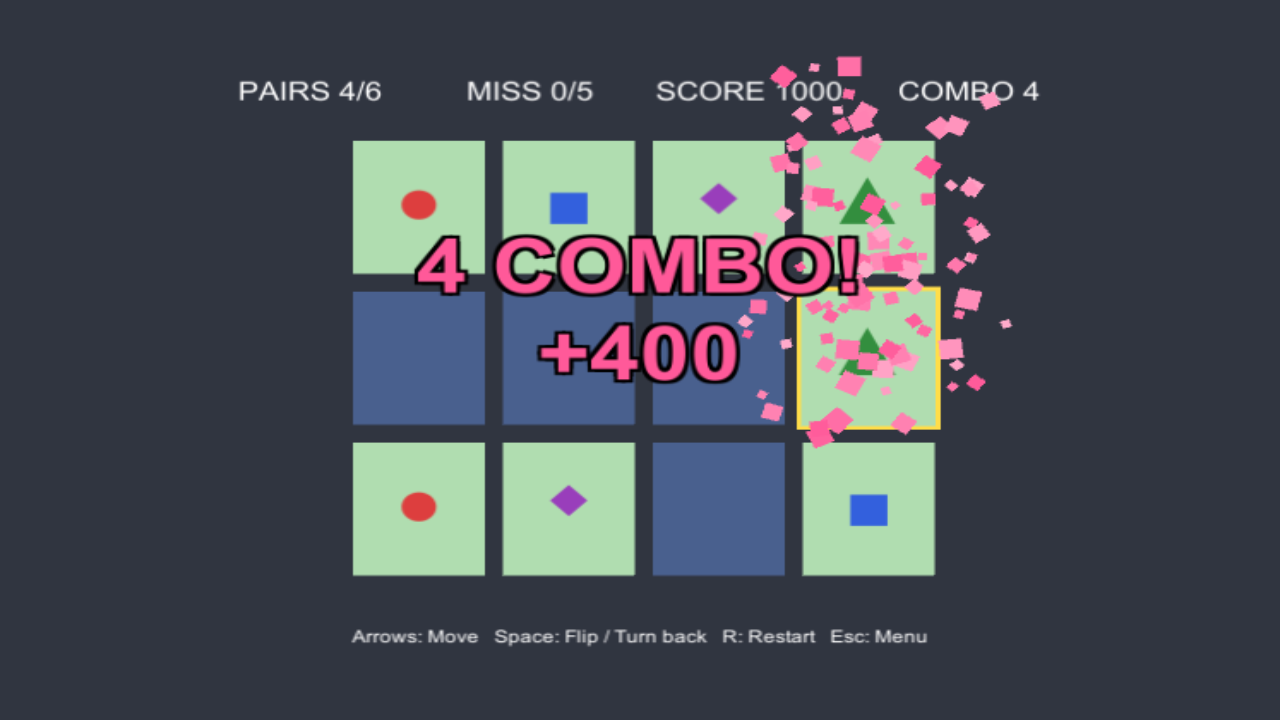 PAIRS 4/6 MISS 0/5 SCORE 1000 COMBO 4
4 COMBO!
+400
Arrows: Move Space: Flip / Turn back R: Restart Esc: Menu